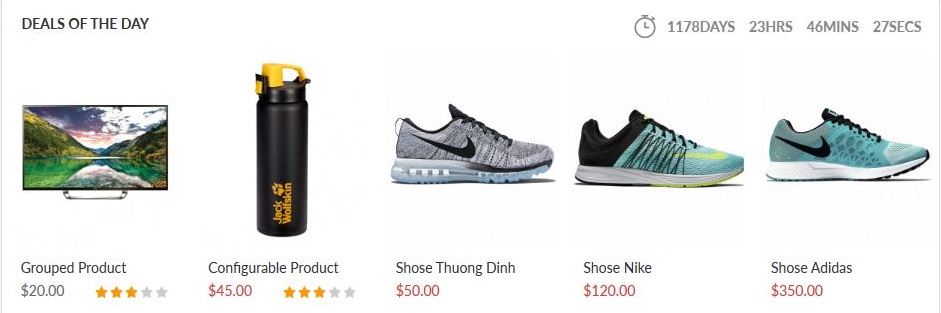 DEALS OF THE DAY
1178DAYS 23HRS 46MINS 27SECS
Jack
Wolfskin
Grouped Product
$20.00
Configurable Product
$45.00
Shose Thuong Dinh
$50.00
Shose Nike
$120.00
Shose Adidas
$350.00